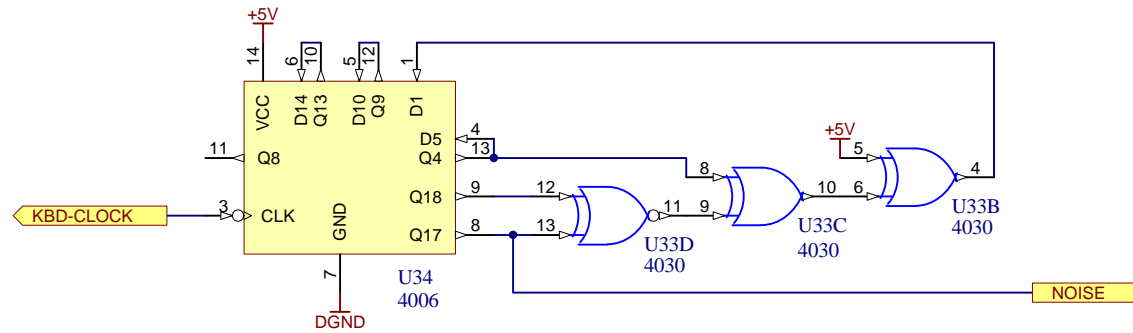 +5V
14
6
10
5
12
1
VCC
D14
Q13
D10
Q9
D1
D5
4
Q4
13
11
Q8
Q18
9
3
CLK
KBD-CLOCK
GND
Q17
8
7
DGND
U34
4006
12
13
11
U33D
4030
8
9
10
U33C
4030
+5V
5
6
4
U33B
4030
NOISE